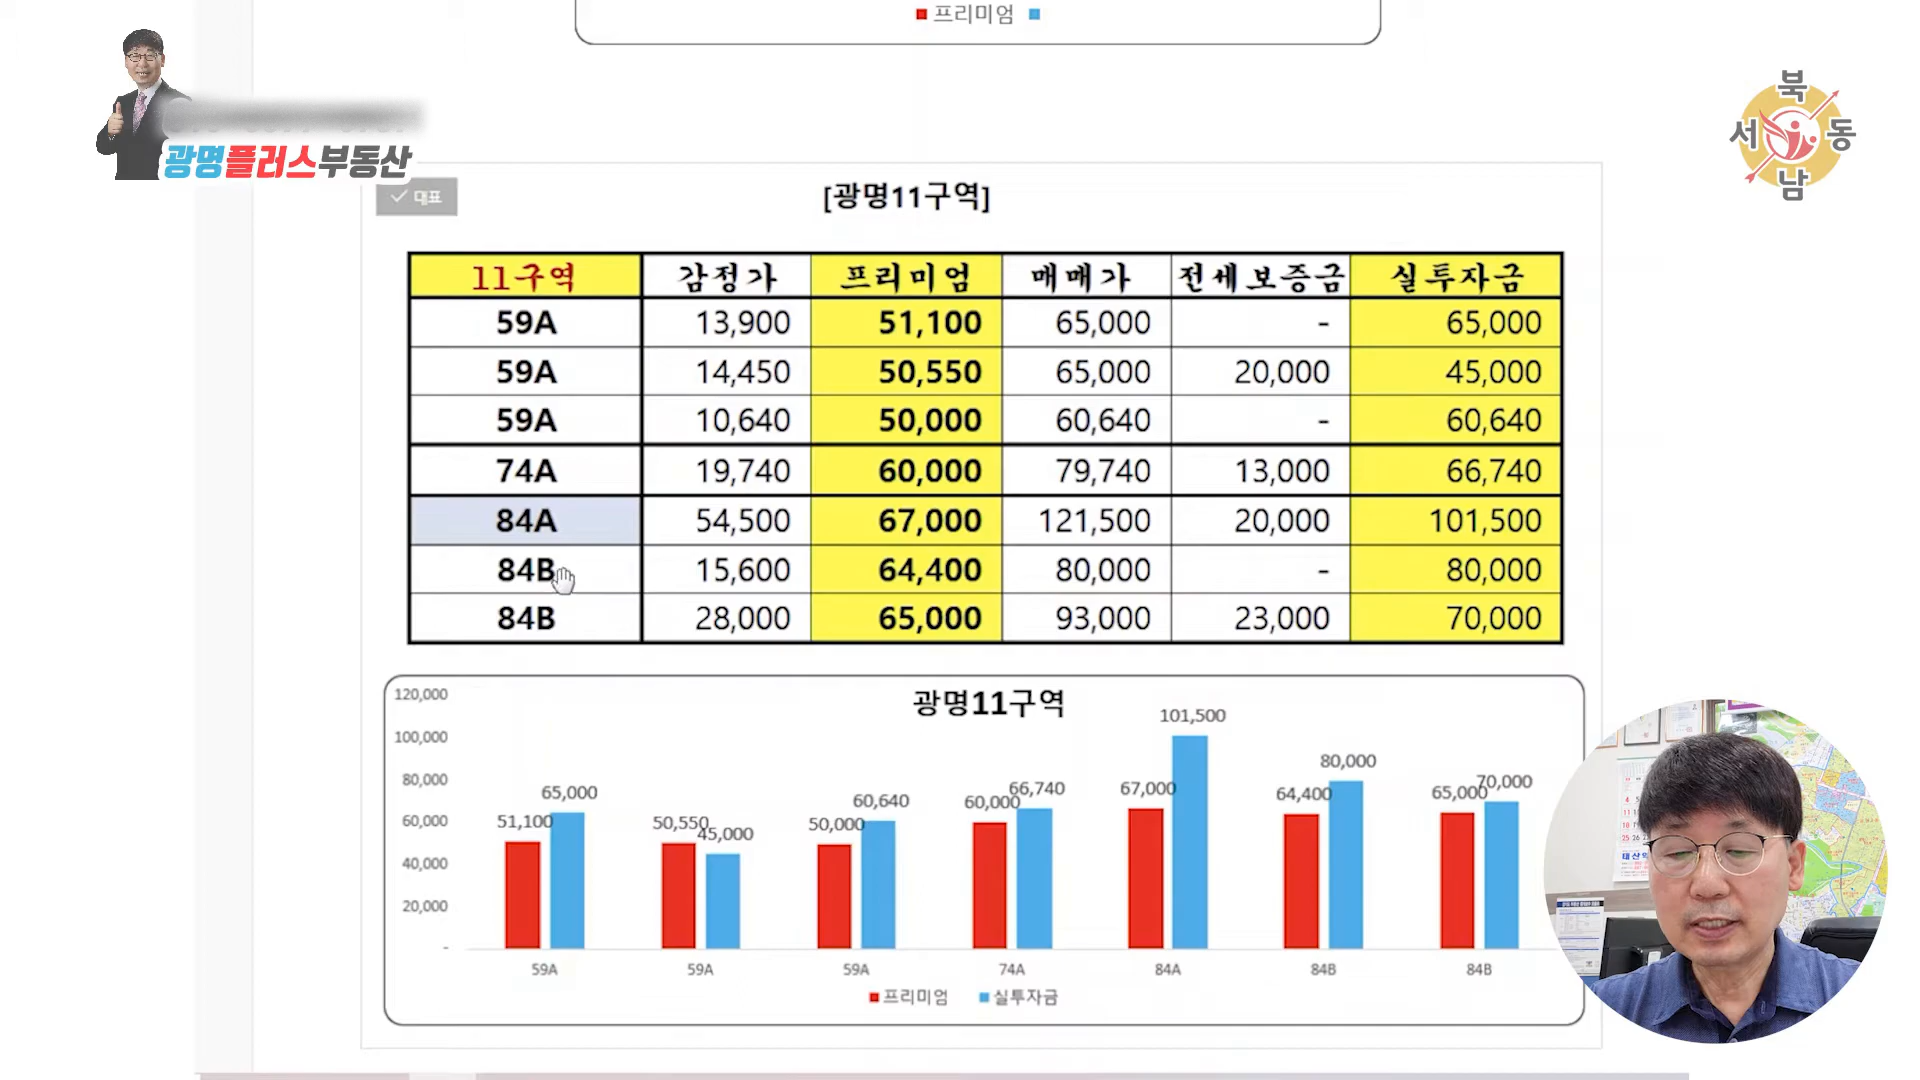 프리미엄
북
서 동
남
광명플러스부동산
대표
[광명11구역]
11구역 감정가 프리미엄 매매가 전세보증금 실투자금
59A 13,900 51,100 65,000 - 65,000
59A 14,450 50,550 65,000 20,000 45,000
59A 10,640 50,000 60,640 - 60,640
74A 19,740 60,000 79,740 13,000 66,740
84A 54,500 67,000 121,500 20,000 101,500
84B 15,600 64,400 80,000 - 80,000
84B 28,000 65,000 93,000 23,000 70,000
광명11구역
120,000
100,000
80,000
60,000
40,000
20,000
-
51,100 65,000 50,550 45,000 50,000 60,640 60,000 66,740 67,000 101,500 64,400 80,000 65,000 70,000
59A 59A 59A 74A 84A 84B 84B
프리미엄 실투자금